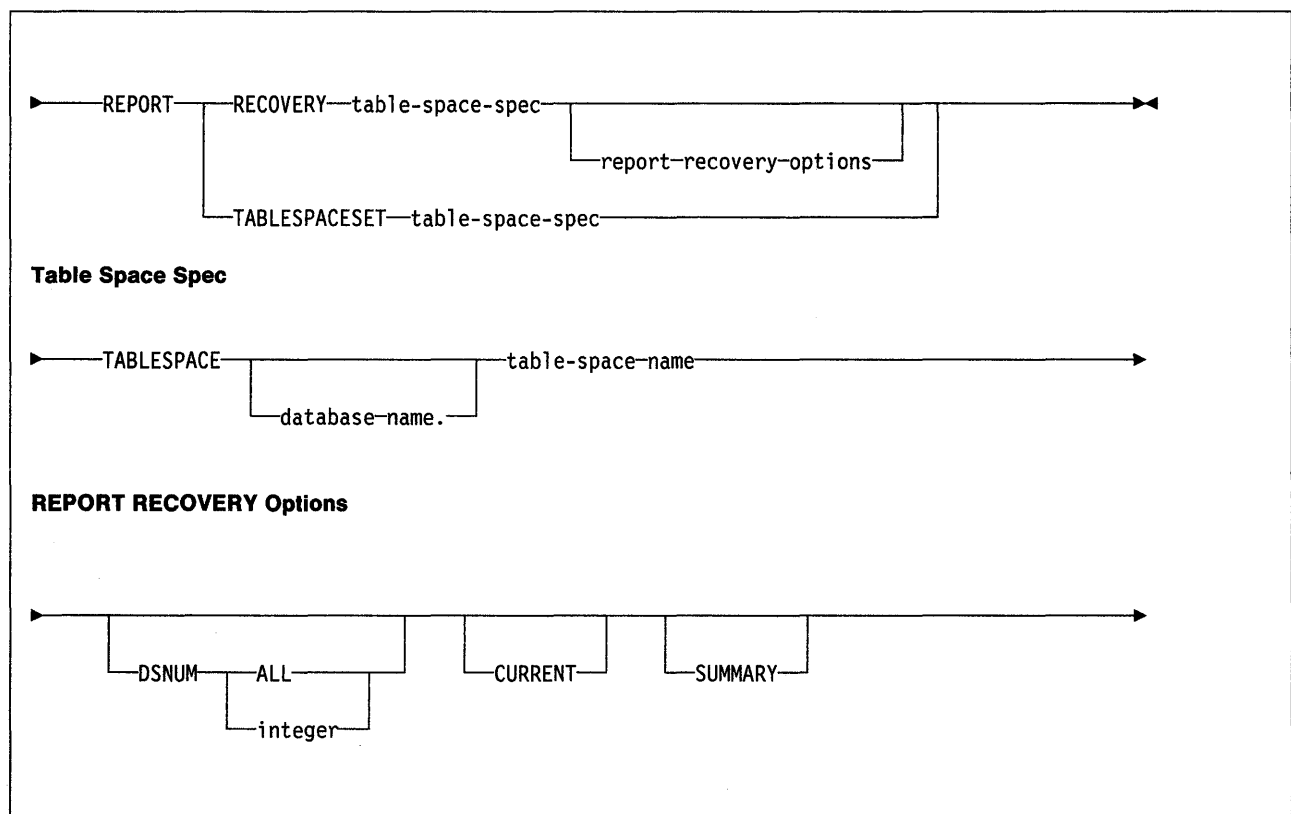 REPORT RECOVERY table-space-spec
report-recovery-options
TABLESPACESET table-space-spec
Table Space Spec
TABLESPACE table-space-name
database-name.
REPORT RECOVERY Options
DSNUM ALL CURRENT SUMMARY
integer